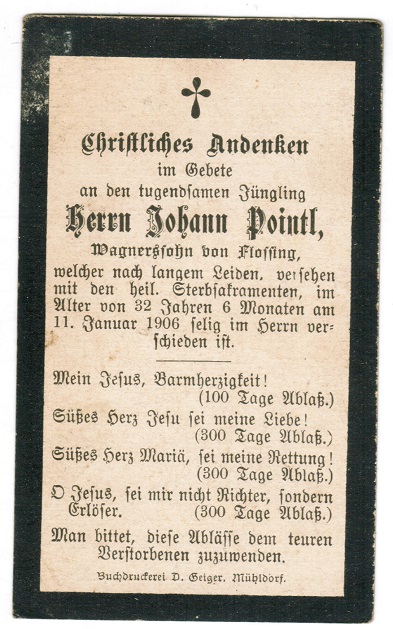 Christliches Andenken
im Gebete
an den tugendsamen Jüngling
Herrn Johann Pointl,
Wagnerssohn von Flossing,
welcher nach langem Leiden, versehen
mit den heil. Sterbsakramenten, im
Alter von 32 Jahren 6 Monaten am
11. Januar 1906 selig im Herrn ver-
schieden ist.
Mein Jesus, Barmherzigkeit!
(100 Tage Ablaß.)
Süßes Herz Jesu sei meine Liebe!
(300 Tage Ablaß.)
Süßes Herz Mariä, sei meine Rettung!
(300 Tage Ablaß.)
O Jesus, sei mir nicht Richter, sondern
Erlöser. (300 Tage Ablaß.)
Man bittet, diese Ablässe dem teuren
Verstorbenen zuzuwenden.
Buchdruckerei D. Geiger, Mühldorf.